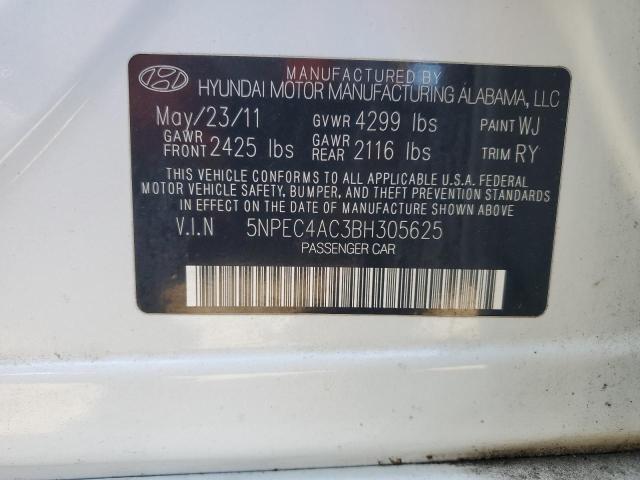 MANUFACTURED BY
HYUNDAI MOTOR MANUFACTURING ALABAMA, LLC
May/23/11 GVWR 4299 lbs PAINT WJ
GAWR FRONT 2425 lbs GAWR REAR 2116 lbs TRIM RY
THIS VEHICLE CONFORMS TO ALL APPLICABLE U.S.A. FEDERAL
MOTOR VEHICLE SAFETY, BUMPER, AND THEFT PREVENTION STANDARDS
IN EFFECT ON THE DATE OF MANUFACTURE SHOWN ABOVE.
V.I.N 5NPEC4AC3BH305625
PASSENGER CAR